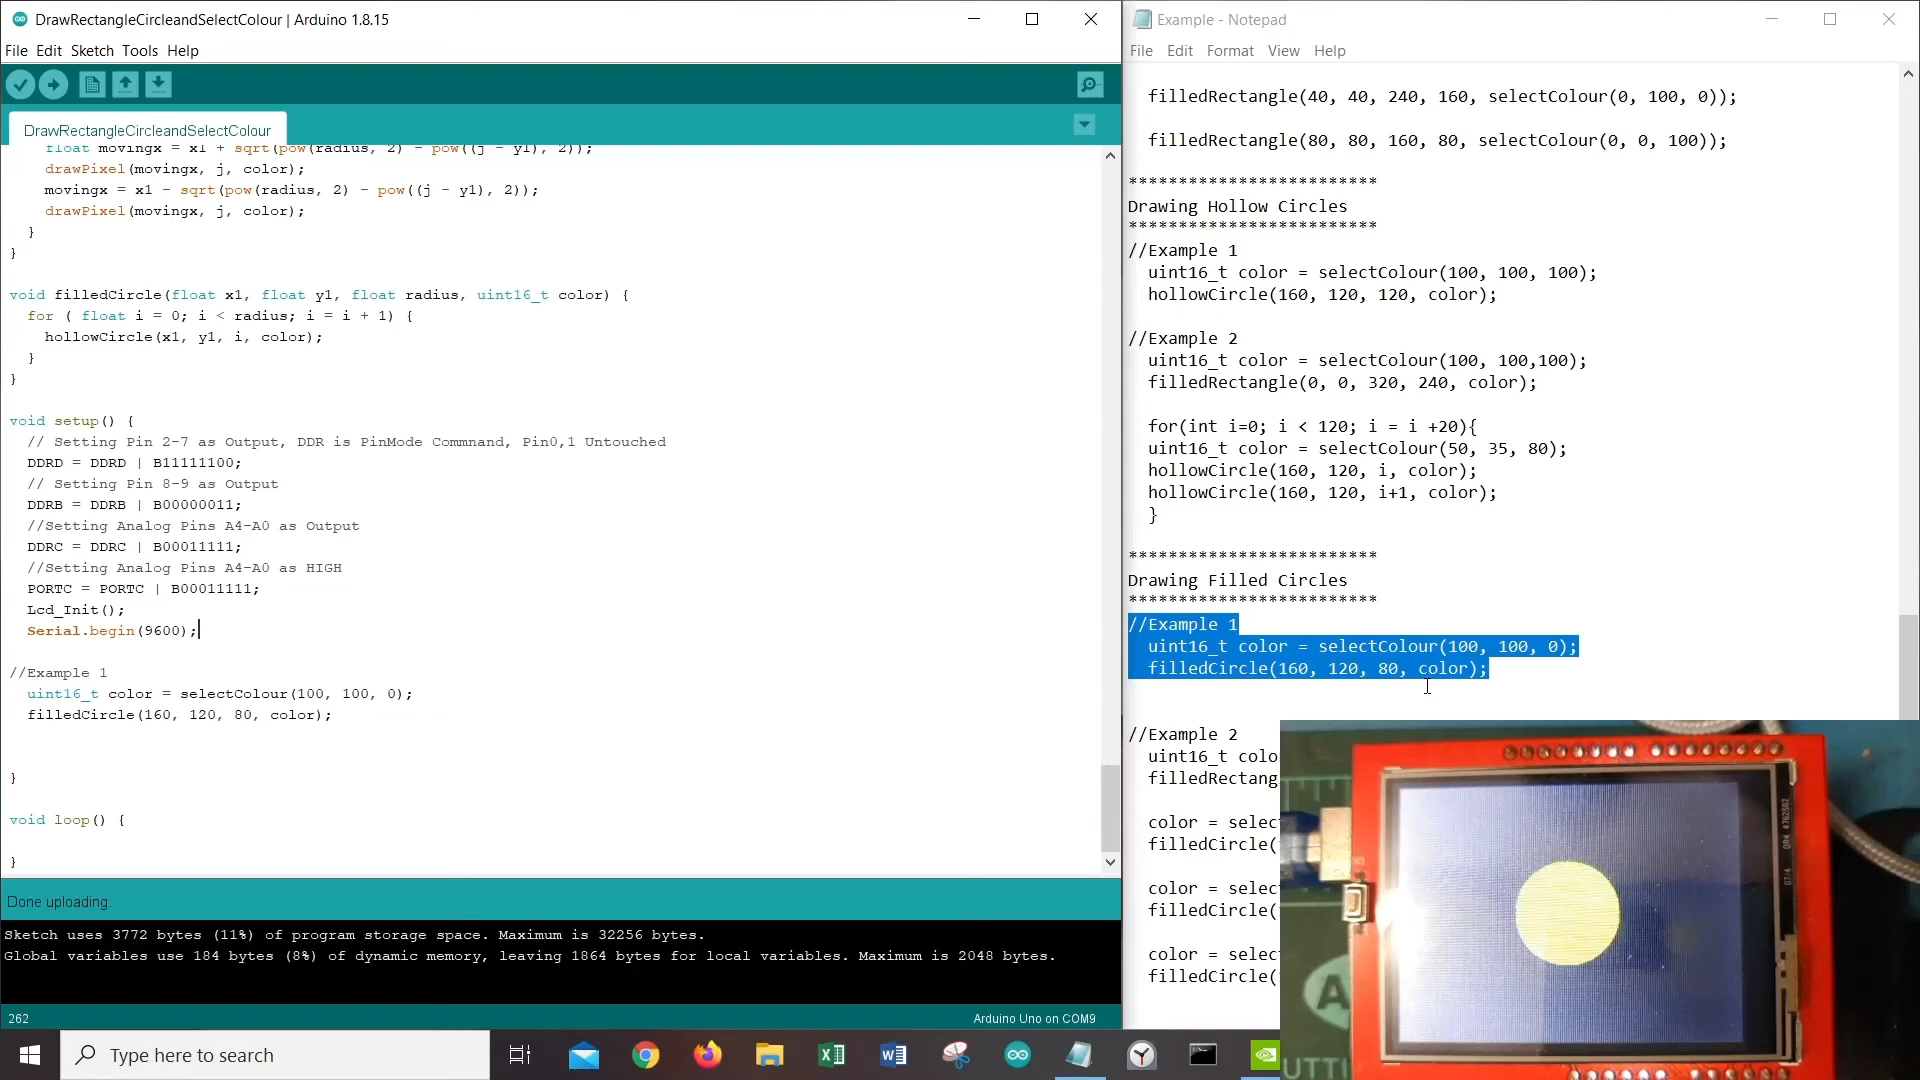 DrawRectangleCircleandSelectColour | Arduino 1.8.15
File Edit Sketch Tools Help
DrawRectangleCircleandSelectColour
float movingx = x1 + sqrt(pow(radius, 2) - pow((j - y1), 2));
drawPixel(movingx, j, color);
movingx = x1 - sqrt(pow(radius, 2) - pow((j - y1), 2));
drawPixel(movingx, j, color);
}
}
void filledCircle(float x1, float y1, float radius, uint16_t color) {
for ( float i = 0; i < radius; i = i + 1) {
hollowCircle(x1, y1, i, color);
}
}
void setup() {
// Setting Pin 2-7 as Output, DDR is PinMode Commnand, Pin0,1 Untouched
DDRD = DDRD | B11111100;
// Setting Pin 8-9 as Output
DDRB = DDRB | B00000011;
//Setting Analog Pins A4-A0 as Output
DDRC = DDRC | B00011111;
//Setting Analog Pins A4-A0 as HIGH
PORTC = PORTC | B00011111;
Lcd_Init();
Serial.begin(9600);
//Example 1
uint16_t color = selectColour(100, 100, 0);
filledCircle(160, 120, 80, color);
}
void loop() {
}
Done uploading.
Sketch uses 3772 bytes (11%) of program storage space. Maximum is 32256 bytes.
Global variables use 184 bytes (8%) of dynamic memory, leaving 1864 bytes for local variables. Maximum is 2048 bytes.
262
Arduino Uno on COM9
Example - Notepad
File Edit Format View Help
filledRectangle(40, 40, 240, 160, selectColour(0, 100, 0));
filledRectangle(80, 80, 160, 80, selectColour(0, 0, 100));
*************************
Drawing Hollow Circles
*************************
//Example 1
uint16_t color = selectColour(100, 100, 100);
hollowCircle(160, 120, 120, color);
//Example 2
uint16_t color = selectColour(100, 100,100);
filledRectangle(0, 0, 320, 240, color);
for(int i=0; i < 120; i = i +20){
uint16_t color = selectColour(50, 35, 80);
hollowCircle(160, 120, i, color);
hollowCircle(160, 120, i+1, color);
}
*************************
Drawing Filled Circles
*************************
//Example 1
uint16_t color = selectColour(100, 100, 0);
filledCircle(160, 120, 80, color);
//Example 2
uint16_t colo
filledRectang
color = selec
filledCircle(
color = selec
filledCircle(
color = selec
filledCircle(
Type here to search